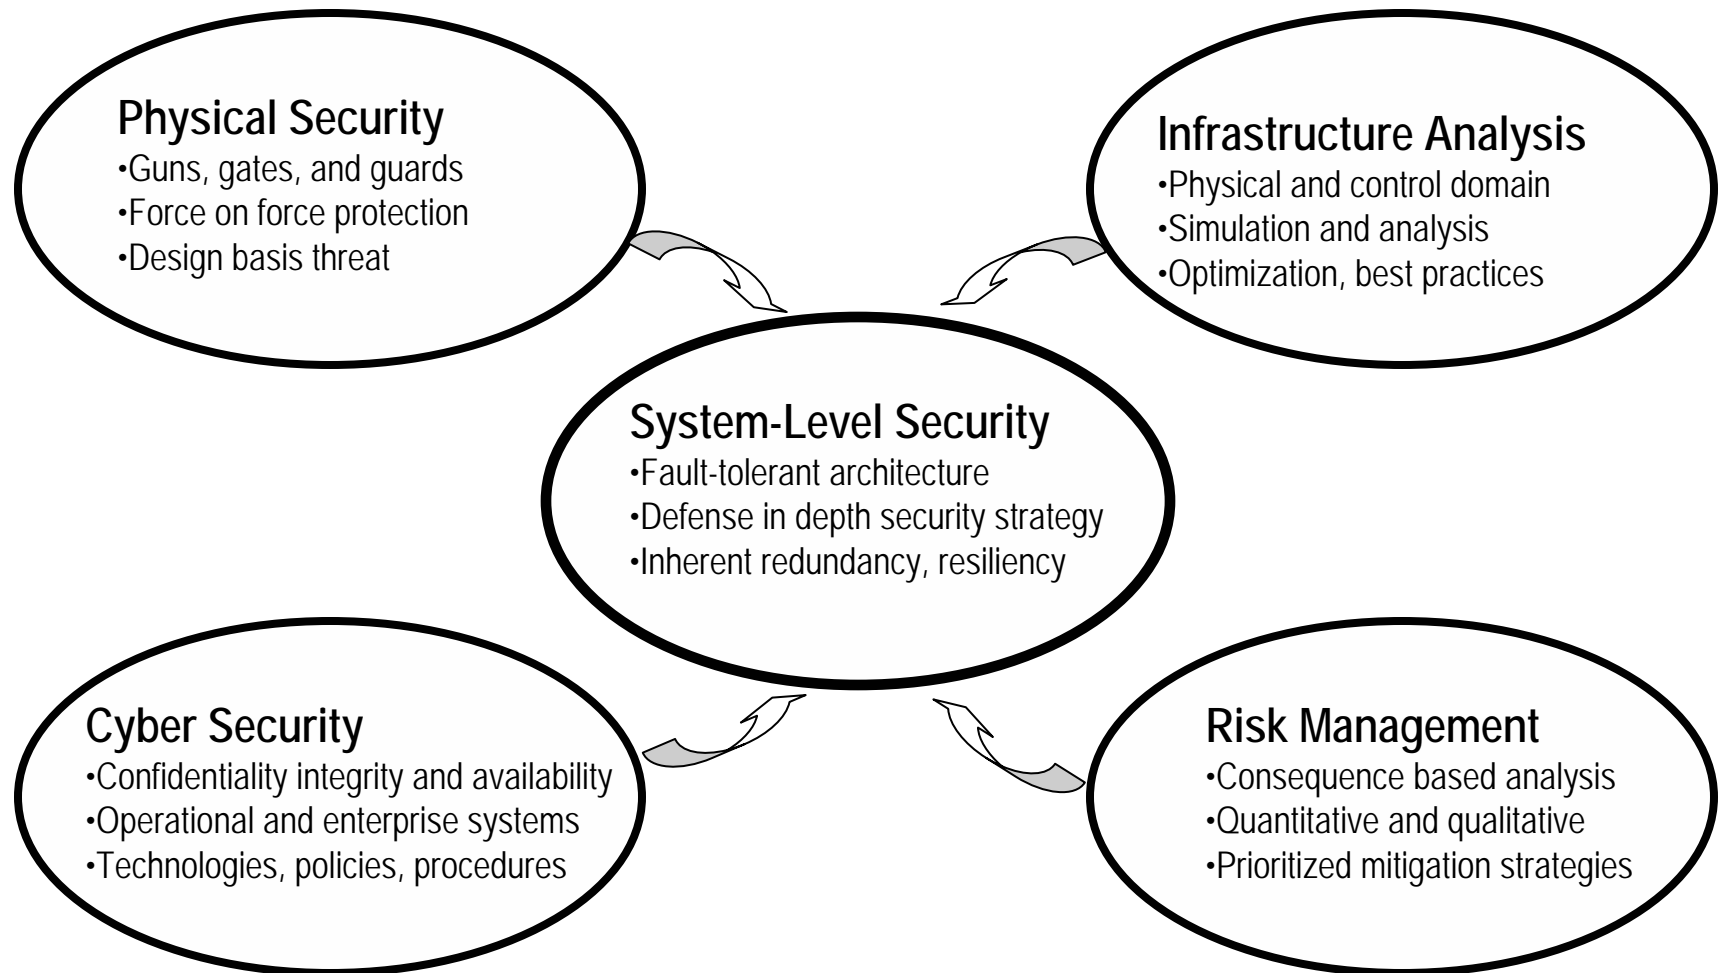 Physical Security
•Guns, gates, and guards
•Force on force protection
•Design basis threat
Infrastructure Analysis
•Physical and control domain
•Simulation and analysis
•Optimization, best practices
System-Level Security
•Fault-tolerant architecture
•Defense in depth security strategy
•Inherent redundancy, resiliency
Cyber Security
•Confidentiality integrity and availability
•Operational and enterprise systems
•Technologies, policies, procedures
Risk Management
•Consequence based analysis
•Quantitative and qualitative
•Prioritized mitigation strategies